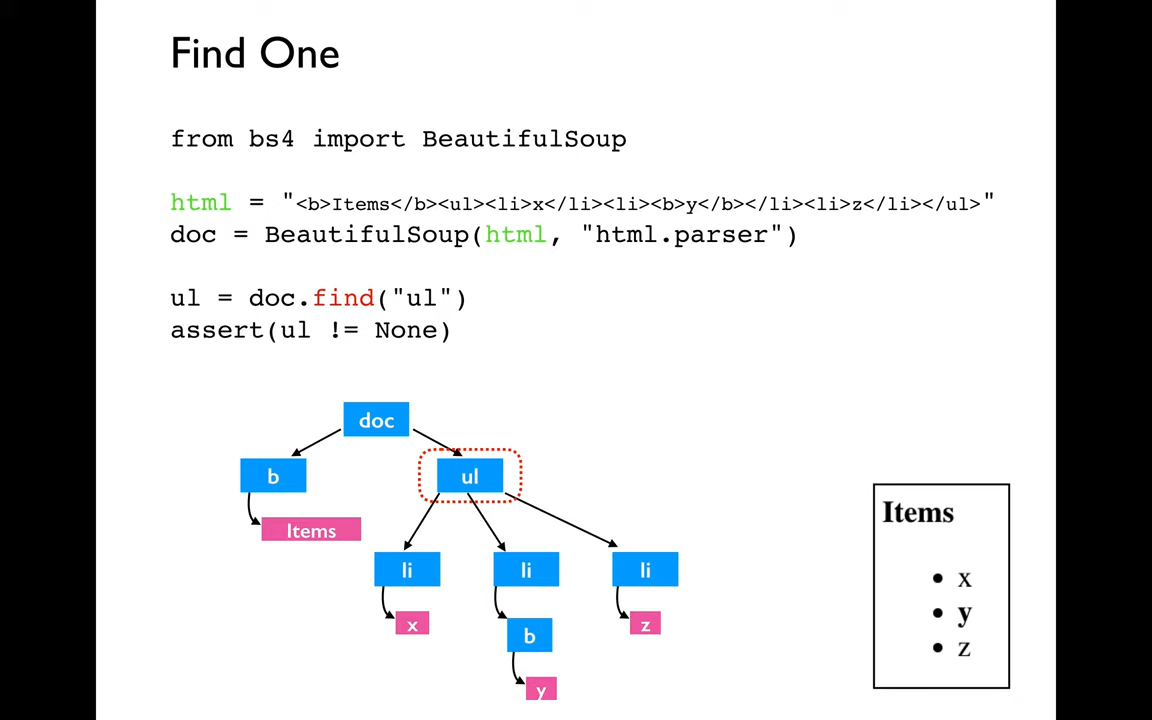 Find One
from bs4 import BeautifulSoup
html = "<b>Items</b><ul><li>x</li><li><b>y</b></li><li>z</li></ul>"
doc = BeautifulSoup(html, "html.parser")
ul = doc.find("ul")
assert(ul != None)
doc
b
ul
Items
li
li
li
x
b
z
y
Items
• x
• y
• z